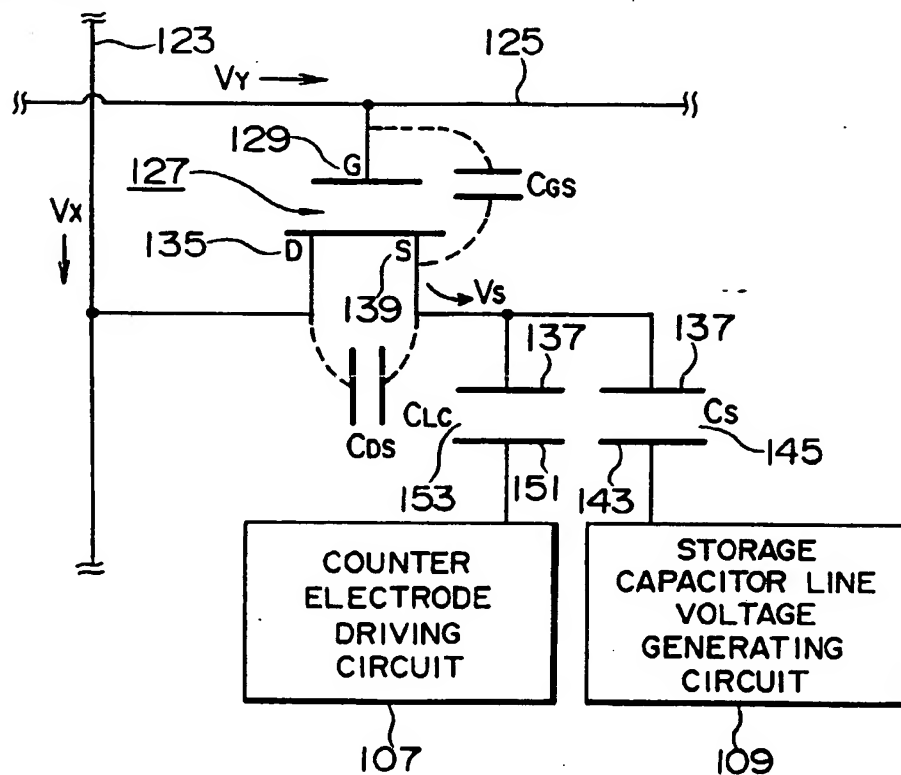 123
125
VY
129
G
127
CGS
VX
135
D
S
139
VS
137
137
CLC
CS
CDS
145
153
151
143
COUNTER
ELECTRODE
DRIVING
CIRCUIT
STORAGE
CAPACITOR LINE
VOLTAGE
GENERATING
CIRCUIT
107
109